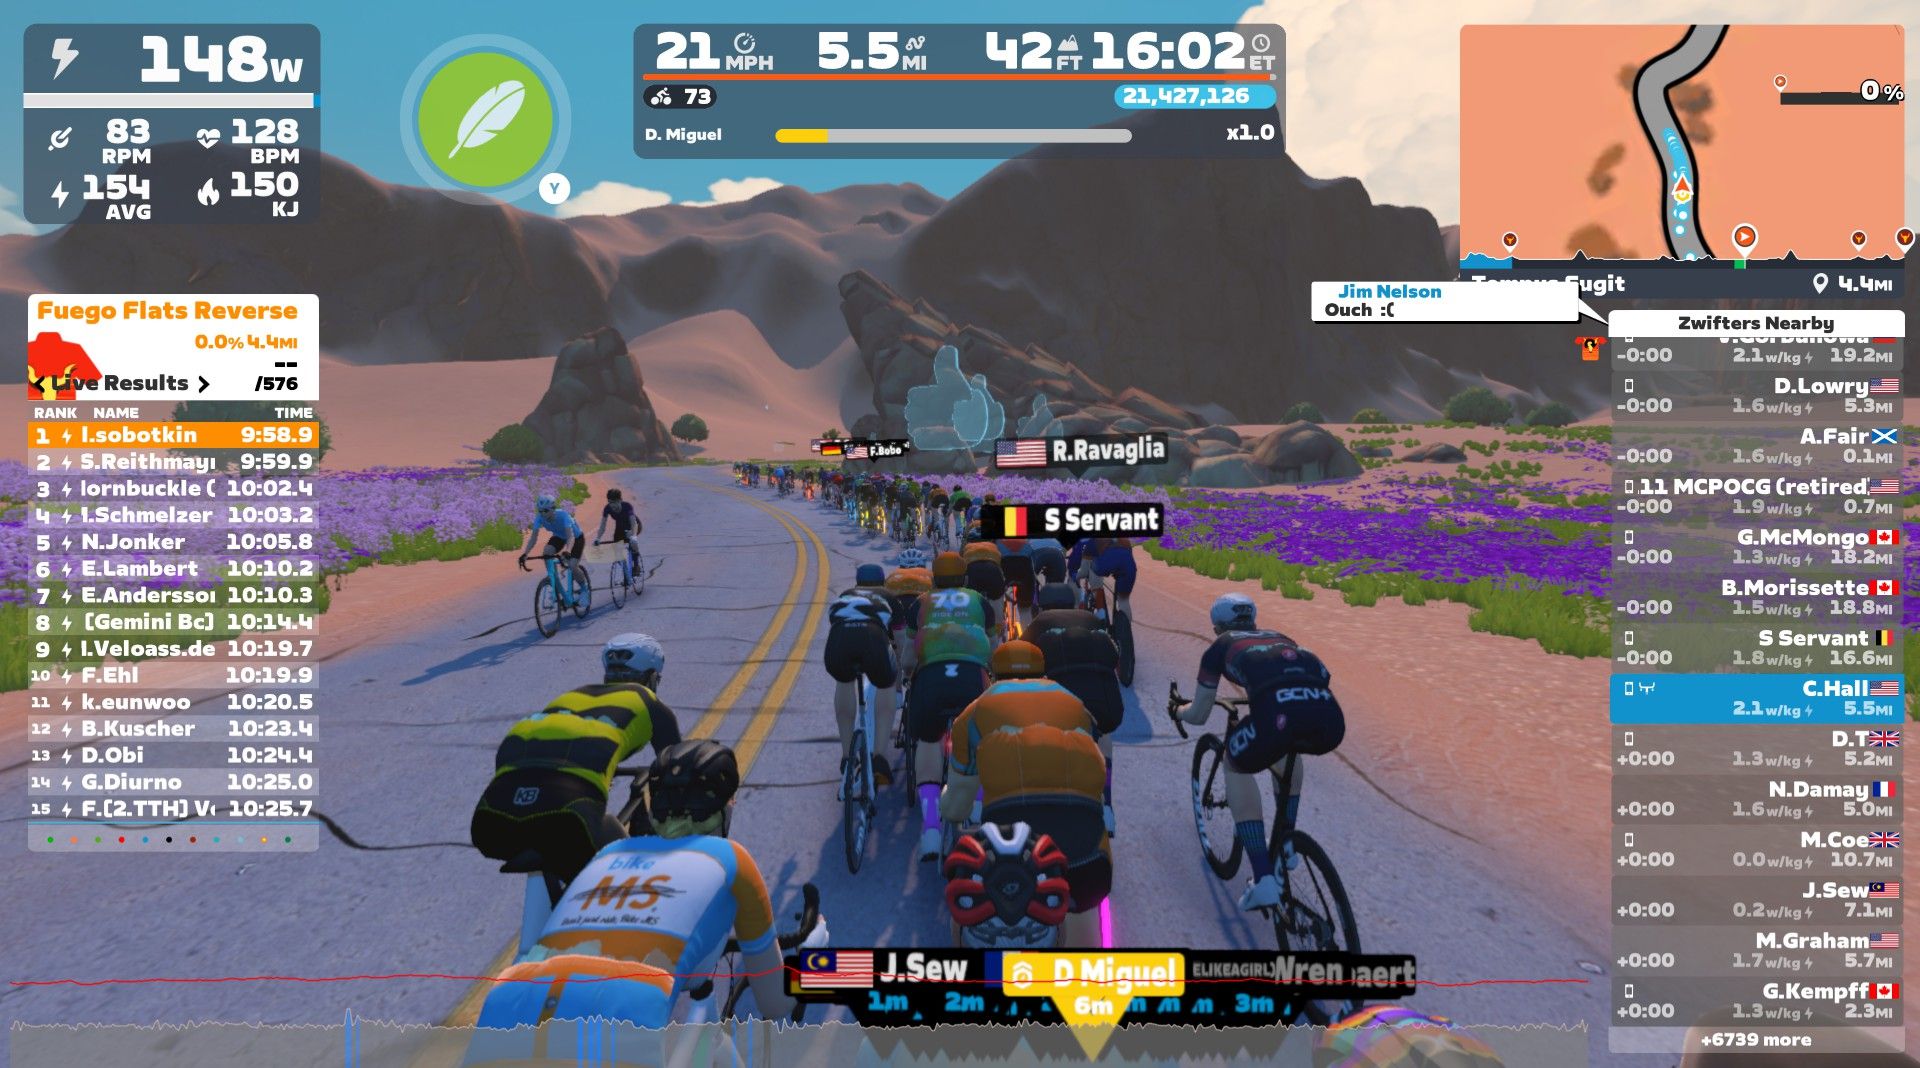 148W
83 RPM
128 BPM
154 AVG
150 KJ
Y
21 MPH 5.5 MI 42 FT 16:02 ET
73 21,427,126
D. Miguel x1.0
0%
4.4MI
Jim Nelson
Ouch :(
Fuego Flats Reverse
0.0% 4.4MI
--
/576
Live Results
RANK NAME TIME
1 I.sobotkin 9:58.9
2 9:59.9
3 lornbuckle ( 10:02.4
4 I.Schmelzer 10:03.2
5 N.Jonker 10:05.8
6 E.Lambert 10:10.2
7 10:10.3
8 [Gemini Bc] 10:14.4
9 I.Veloass.de 10:19.7
10 F.Ehl 10:19.9
11 k.eunwoo 10:20.5
12 B.Kuscher 10:23.4
13 D.Obi 10:24.4
14 G.Diurno 10:25.0
15 F.(2.TTH) 10:25.7
Zwifters Nearby
-0:00 2.1w/kg 19.2MI
D.Lowry
-0:00 1.6w/kg 5.3MI
A.Fair
-0:00 1.6w/kg 0.1MI
.11 MCPOCG (retired)
-0:00 1.9w/kg 0.7MI
G.McMongo
-0:00 1.3w/kg 18.2MI
B.Morissette
-0:00 1.5w/kg 18.8MI
S Servant
-0:00 1.8w/kg 16.6MI
C.Hall
2.1w/kg 5.5MI
D.T
+0:00 1.3w/kg 5.2MI
N.Damay
+0:00 1.6w/kg 5.0MI
M.Coe
+0:00 0.0w/kg 10.7MI
J.Sew
+0:00 0.2w/kg 7.1MI
M.Graham
+0:00 1.7w/kg 5.7MI
G.Kempff
+0:00 1.3w/kg 2.3MI
+6739 more
F.Bobo
R.Ravaglia
S Servant
70
RIDE ON
GCN+
GCN
KB
bike
MS
J.Sew D Miguel ELIKEAGIRL) Wren
1m 2m 6m 3m